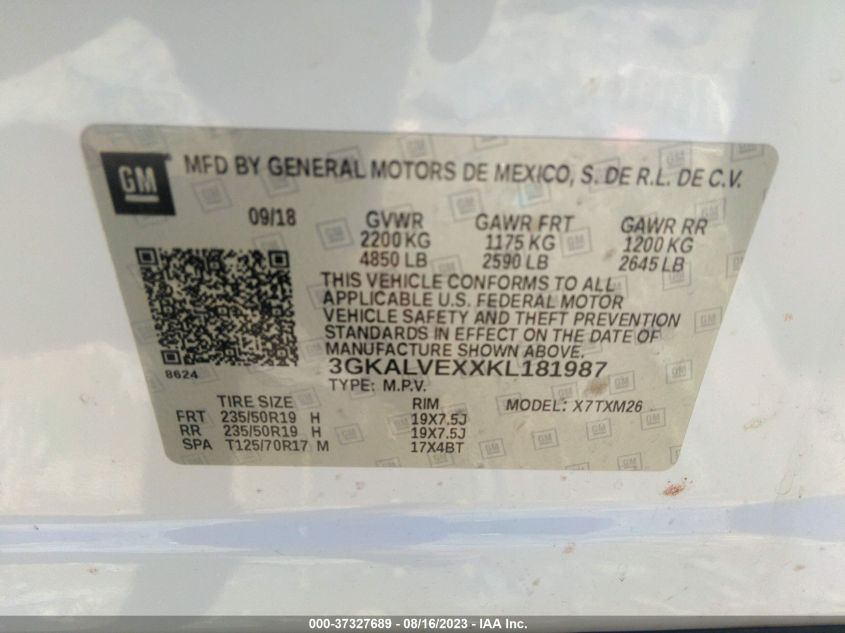 GM MFD BY GENERAL MOTORS DE MEXICO, S. DE R.L. DE C.V.
09/18 GVWR GAWR FRT GAWR RR
2200 KG 1175 KG 1200 KG
4850 LB 2590 LB 2645 LB
THIS VEHICLE CONFORMS TO ALL
APPLICABLE U.S. FEDERAL MOTOR
VEHICLE SAFETY AND THEFT PREVENTION
STANDARDS IN EFFECT ON THE DATE OF
MANUFACTURE SHOWN ABOVE.
8624
3GKALVEXXKL181987
TYPE: M.P.V.
TIRE SIZE RIM MODEL: X7TXM26
FRT 235/50R19 H 19X7.5J
RR 235/50R19 H 19X7.5J
SPA T125/70R17 M 17X4BT
000-37327689 - 08/16/2023 - IAA Inc.